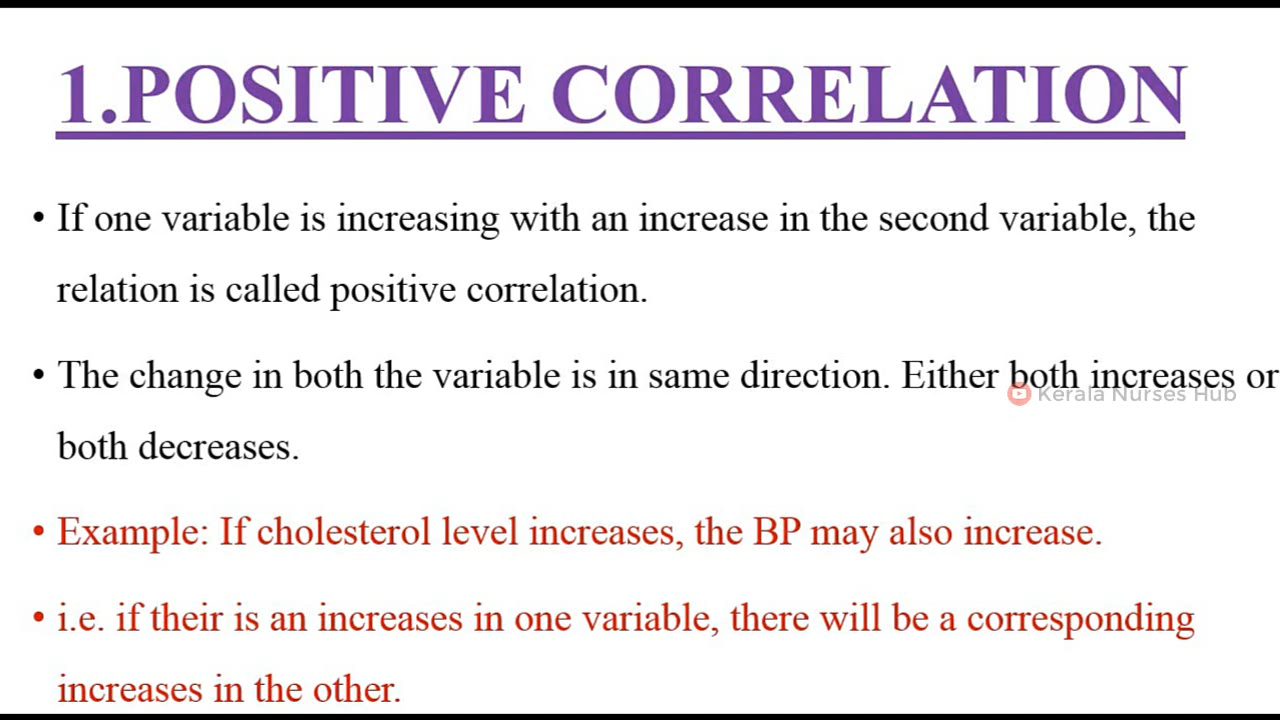 1.POSITIVE CORRELATION
• If one variable is increasing with an increase in the second variable, the
relation is called positive correlation.
• The change in both the variable is in same direction. Either both increases or
Kerala Nurses Hub
both decreases.
• Example: If cholesterol level increases, the BP may also increase.
• i.e. if their is an increases in one variable, there will be a corresponding
increases in the other.